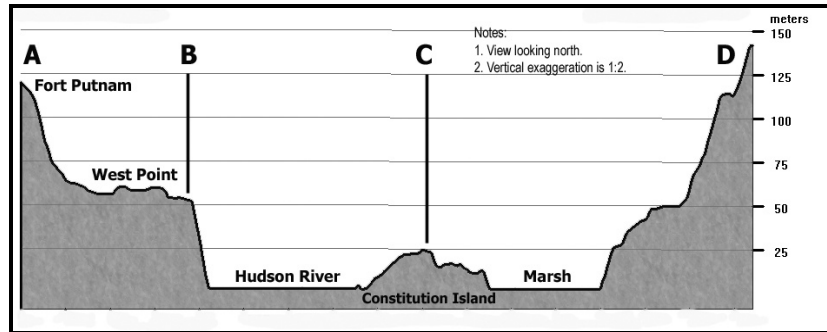 meters
150
Notes:
1. View looking north.
2. Vertical exaggeration is 1:2.
A
B
C
D
Fort Putnam
125
100
West Point
75
50
25
Hudson River
Marsh
Constitution Island